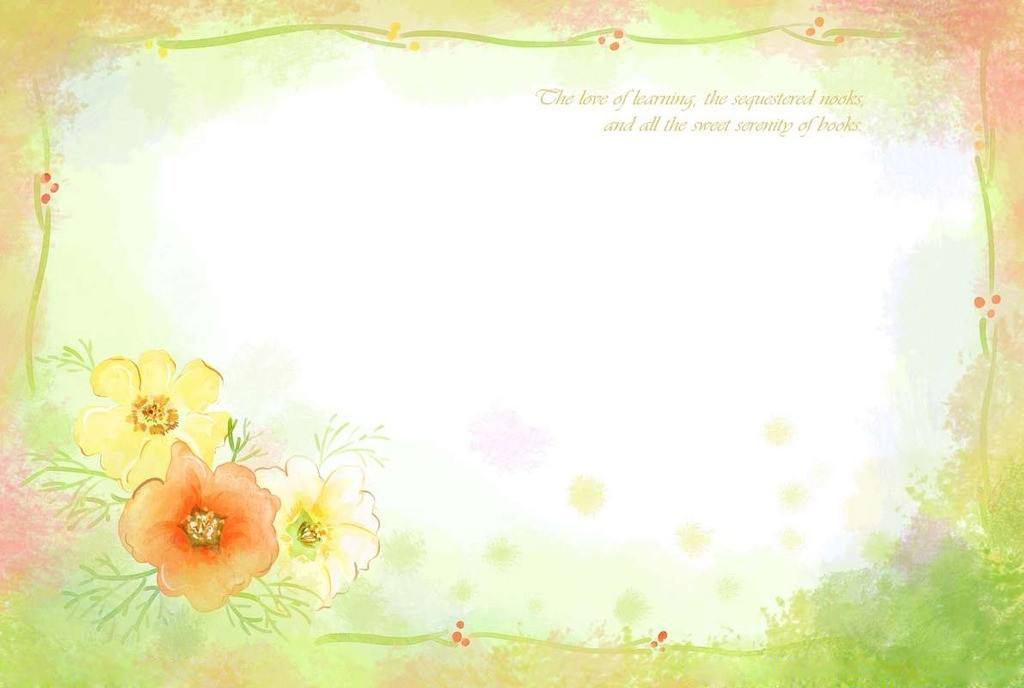 The love of learning, the sequestered nooks,
and all the sweet serenity of books.